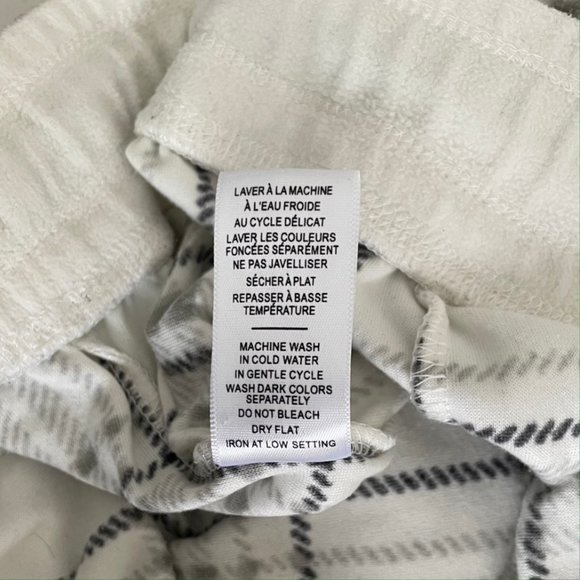 LAVER À LA MACHINE
À L'EAU FROIDE
AU CYCLE DÉLICAT
LAVER LES COULEURS
FONCÉES SÉPARÉMENT
NE PAS JAVELLISER
SÉCHER À PLAT
REPASSER À BASSE
TEMPÉRATURE
MACHINE WASH
IN COLD WATER
IN GENTLE CYCLE
WASH DARK COLORS
SEPARATELY
DO NOT BLEACH
DRY FLAT
IRON AT LOW SETTING